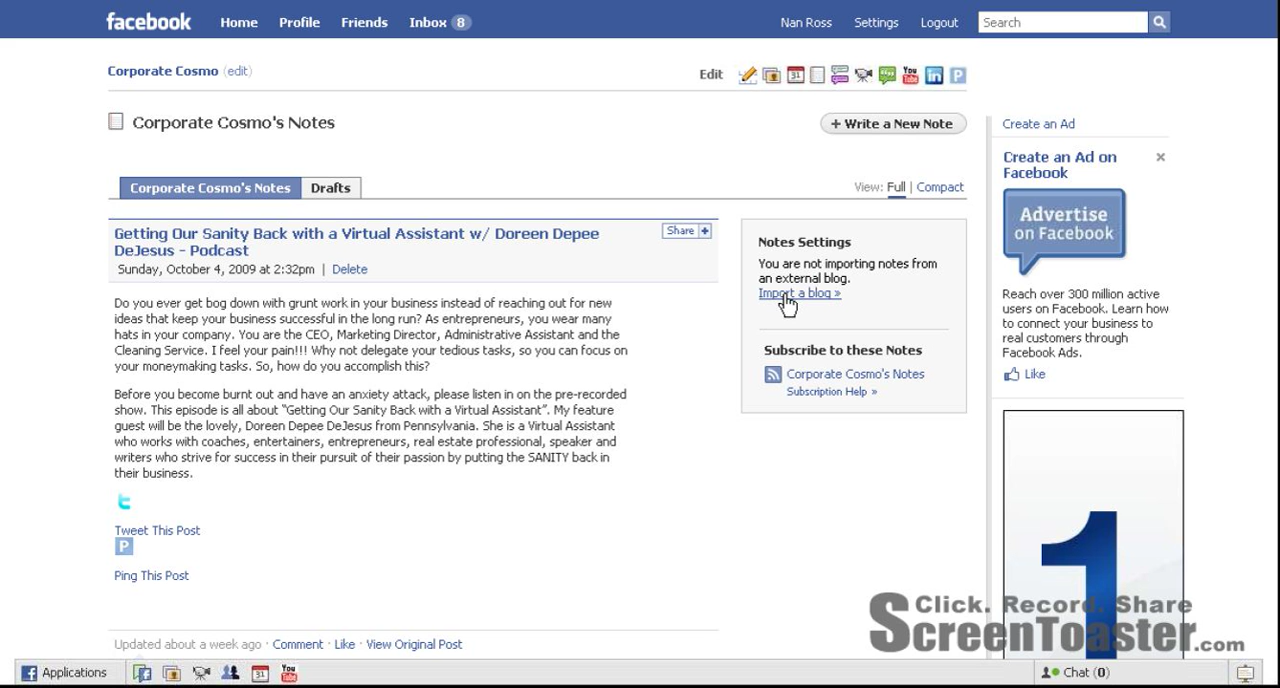 facebook Home Profile Friends Inbox 8 Nan Ross Settings Logout Search
Corporate Cosmo (edit)
Edit 31 You Tube in P
Corporate Cosmo's Notes
+ Write a New Note
Corporate Cosmo's Notes Drafts
View: Full | Compact
Getting Our Sanity Back with a Virtual Assistant w/ Doreen Depee
DeJesus - Podcast
Share +
Sunday, October 4, 2009 at 2:32pm | Delete
Do you ever get bog down with grunt work in your business instead of reaching out for new
ideas that keep your business successful in the long run? As entrepreneurs, you wear many
hats in your company. You are the CEO, Marketing Director, Administrative Assistant and the
Cleaning Service. I feel your pain!!! Why not delegate your tedious tasks, so you can focus on
your moneymaking tasks. So, how do you accomplish this?
Before you become burnt out and have an anxiety attack, please listen in on the pre-recorded
show. This episode is all about "Getting Our Sanity Back with a Virtual Assistant". My feature
guest will be the lovely, Doreen Depee DeJesus from Pennsylvania. She is a Virtual Assistant
who works with coaches, entertainers, entrepreneurs, real estate professional, speaker and
writers who strive for success in their pursuit of their passion by putting the SANITY back in
their business.
t
Tweet This Post
P
Ping This Post
Updated about a week ago · Comment · Like · View Original Post
Notes Settings
You are not importing notes from
an external blog.
Import a blog »
Subscribe to these Notes
Corporate Cosmo's Notes
Subscription Help »
Create an Ad
Create an Ad on
Facebook
×
Advertise
on Facebook
Reach over 300 million active
users on Facebook. Learn how
to connect your business to
real customers through
Facebook Ads.
Like
1
Click. Record. Share
ScreenToaster.com
f Applications 31 You Tube Chat (0)